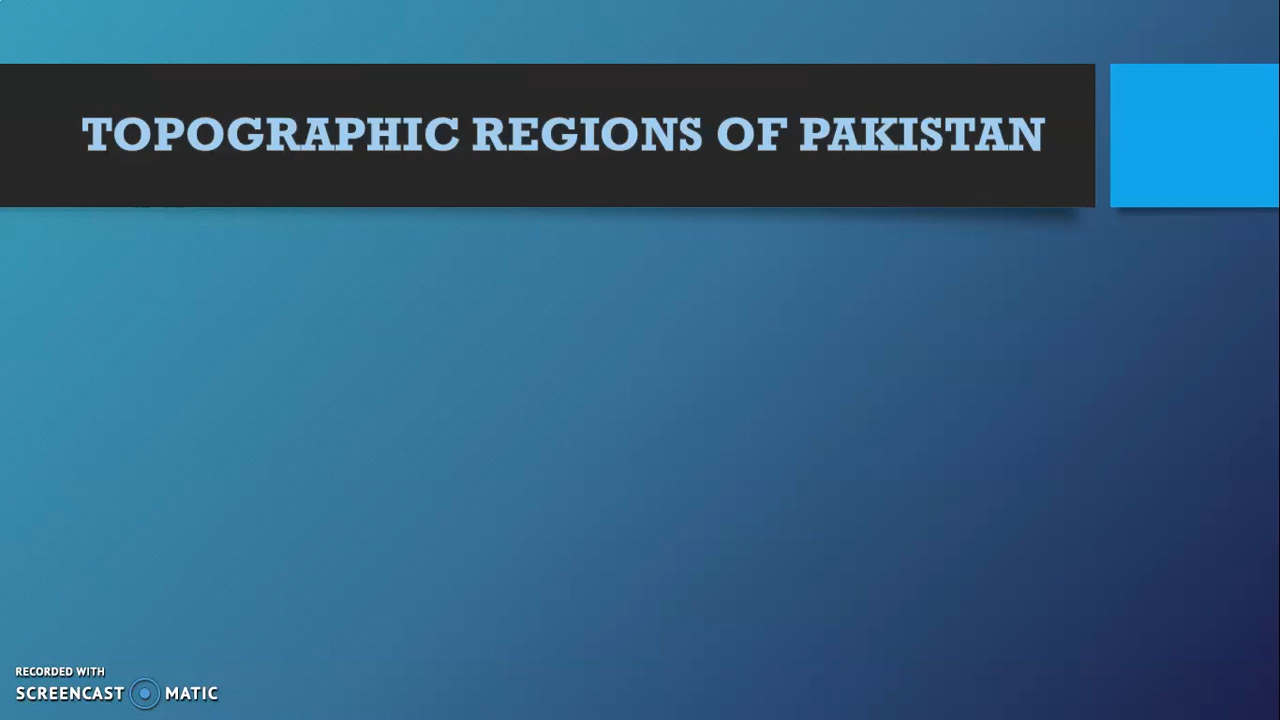 TOPOGRAPHIC REGIONS OF PAKISTAN
RECORDED WITH
SCREENCAST MATIC